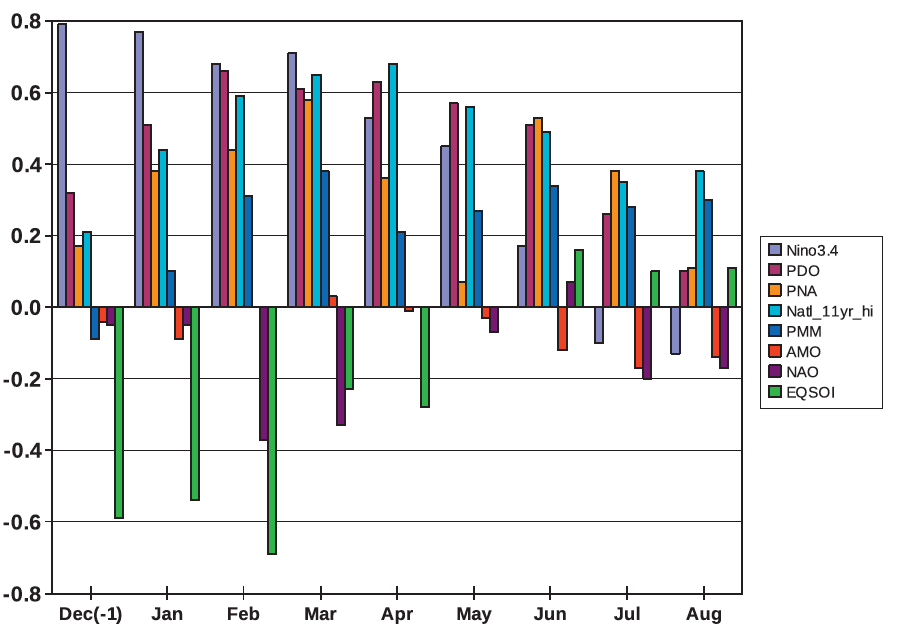 0.8
0.6
0.4
0.2
0.0
-0.2
-0.4
-0.6
-0.8
Dec(-1) Jan Feb Mar Apr May Jun Jul Aug
Nino3.4
PDO
PNA
Natl_11yr_hi
PMM
AMO
NAO
EQSOI